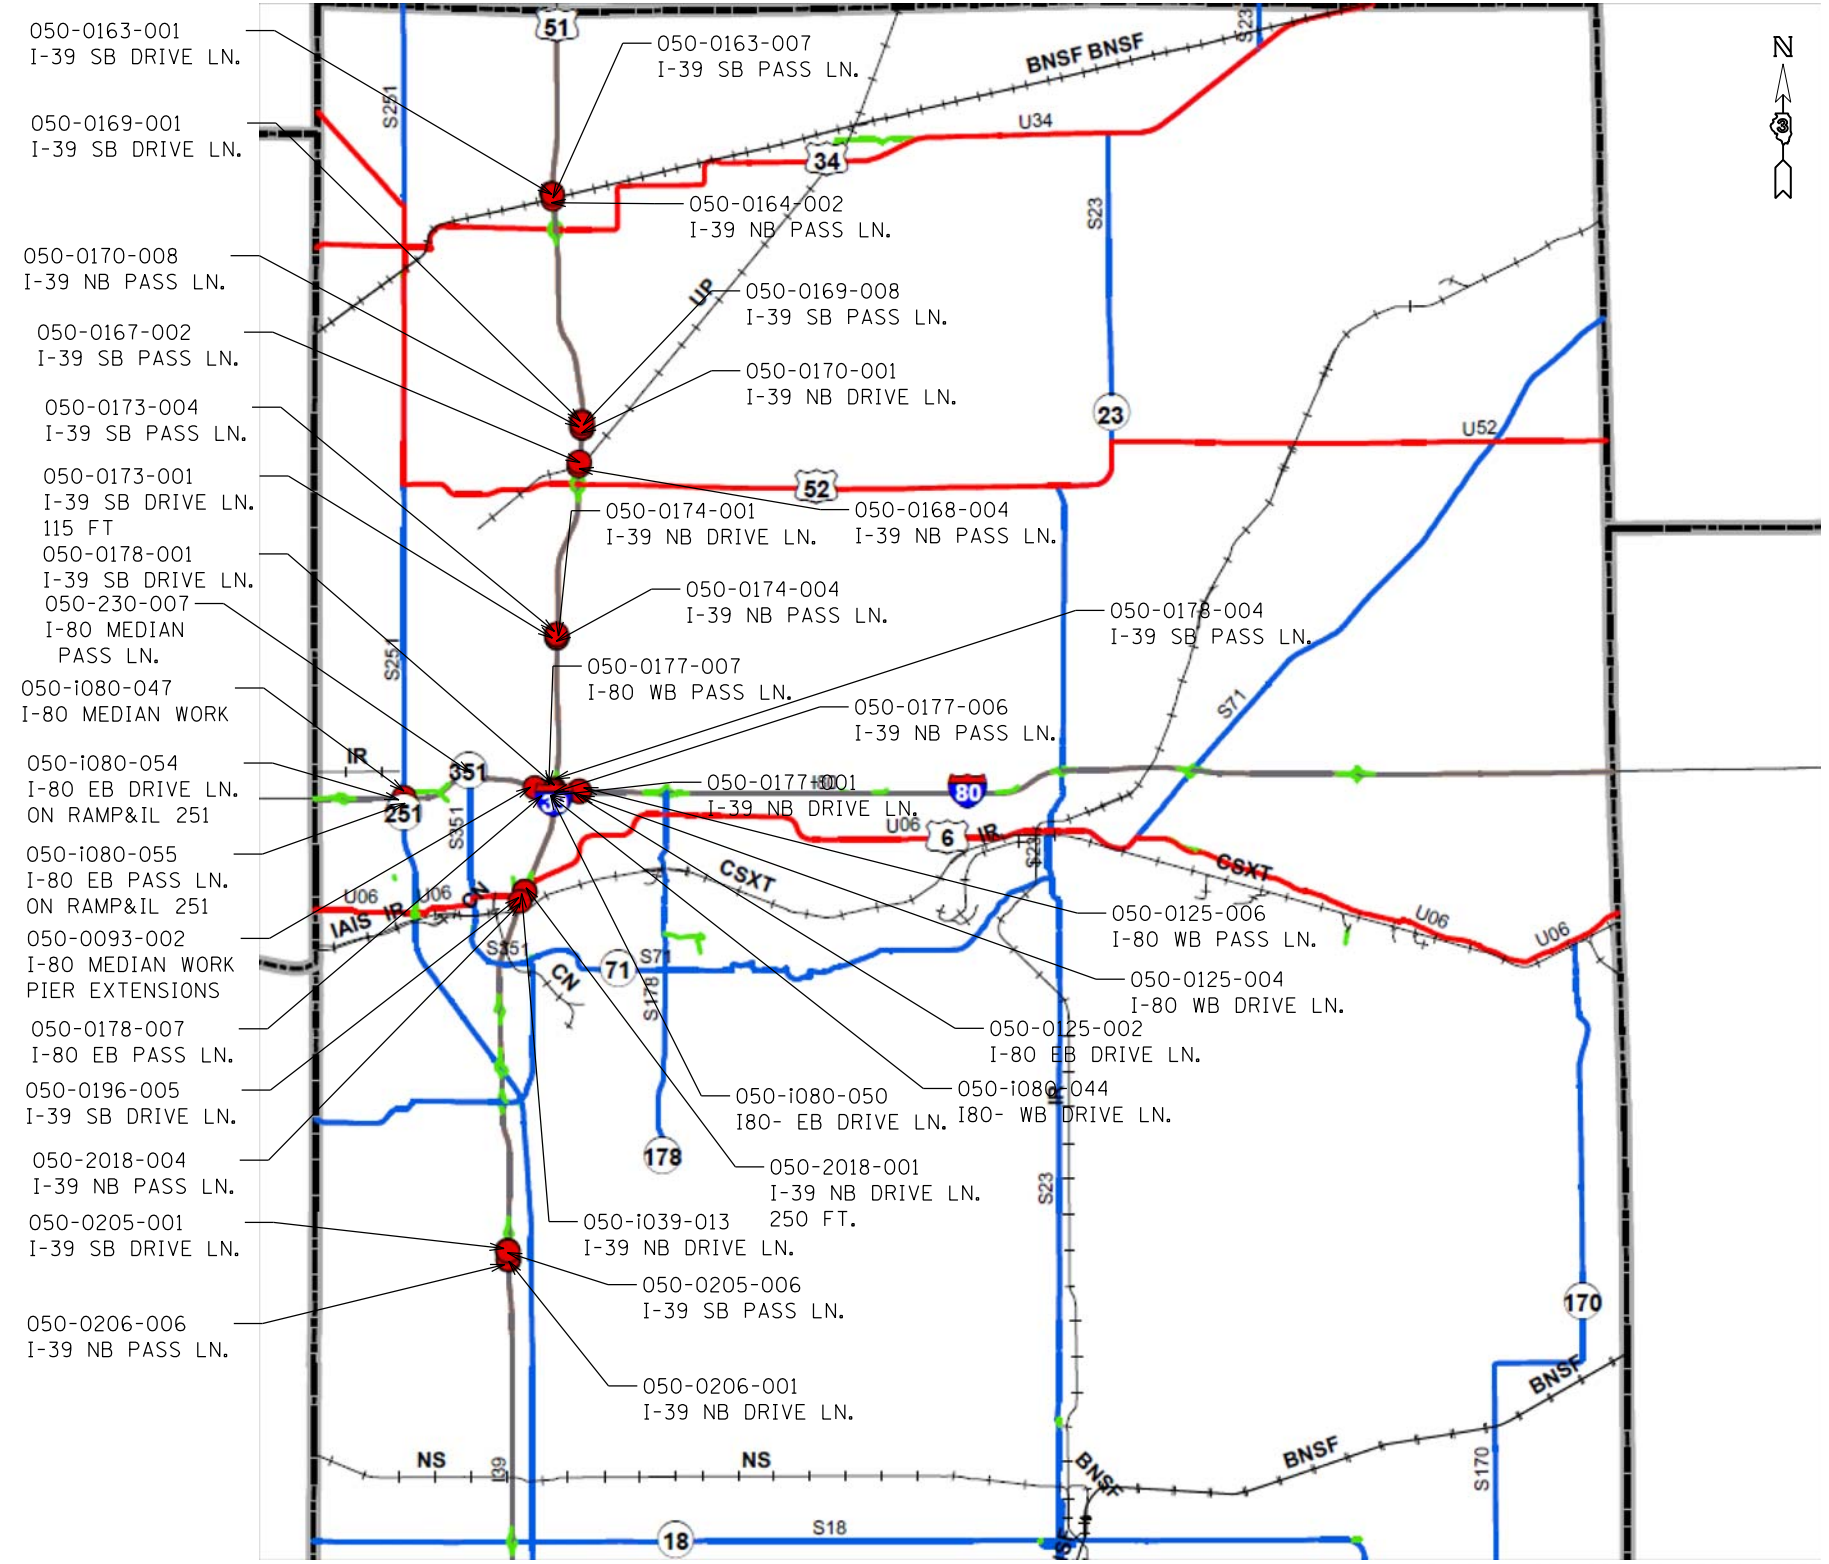 050-0163-001
I-39 SB DRIVE LN.
050-0169-001
I-39 SB DRIVE LN.
050-0170-008
I-39 NB PASS LN.
050-0167-002
I-39 SB PASS LN.
050-0173-004
I-39 SB PASS LN.
050-0173-001
I-39 SB DRIVE LN.
115 FT
050-0178-001
I-39 SB DRIVE LN.
050-230-007
I-80 MEDIAN
PASS LN.
050-i080-047
I-80 MEDIAN WORK
050-i080-054
I-80 EB DRIVE LN.
ON RAMP&IL 251
050-i080-055
I-80 EB PASS LN.
ON RAMP&IL 251
050-0093-002
I-80 MEDIAN WORK
PIER EXTENSIONS
050-0178-007
I-80 EB PASS LN.
050-0196-005
I-39 SB DRIVE LN.
050-2018-004
I-39 NB PASS LN.
050-0205-001
I-39 SB DRIVE LN.
050-0206-006
I-39 NB PASS LN.
050-0163-007
I-39 SB PASS LN.
050-0164-002
I-39 NB PASS LN.
050-0169-008
I-39 SB PASS LN.
050-0170-001
I-39 NB DRIVE LN.
050-0174-001
I-39 NB DRIVE LN.
050-0168-004
I-39 NB PASS LN.
050-0174-004
I-39 NB PASS LN.
050-0178-004
I-39 SB PASS LN.
050-0177-007
I-80 WB PASS LN.
050-0177-006
I-39 NB PASS LN.
050-0177-001
I-39 NB DRIVE LN.
050-0125-006
I-80 WB PASS LN.
050-0125-004
I-80 WB DRIVE LN.
050-0125-002
I-80 EB DRIVE LN.
050-i080-044
I80- WB DRIVE LN.
050-i080-050
I80- EB DRIVE LN.
050-2018-001
I-39 NB DRIVE LN.
250 FT.
050-i039-013
I-39 NB DRIVE LN.
050-0205-006
I-39 SB PASS LN.
050-0206-001
I-39 NB DRIVE LN.
N
3
51
S251
BNSF BNSF
S23
U34
34
S23
UP
23
U52
52
S251
S71
IR
351
251
S351
80
U06
6
IR
S23
CSXT
CSXT
U06
U06
CN
IAIS
IR
S351
CN
71
S71
S178
U06
U06
178
IR
S23
170
BNSF
NS
I39
NS
BNSF
BNSF
S170
18
S18